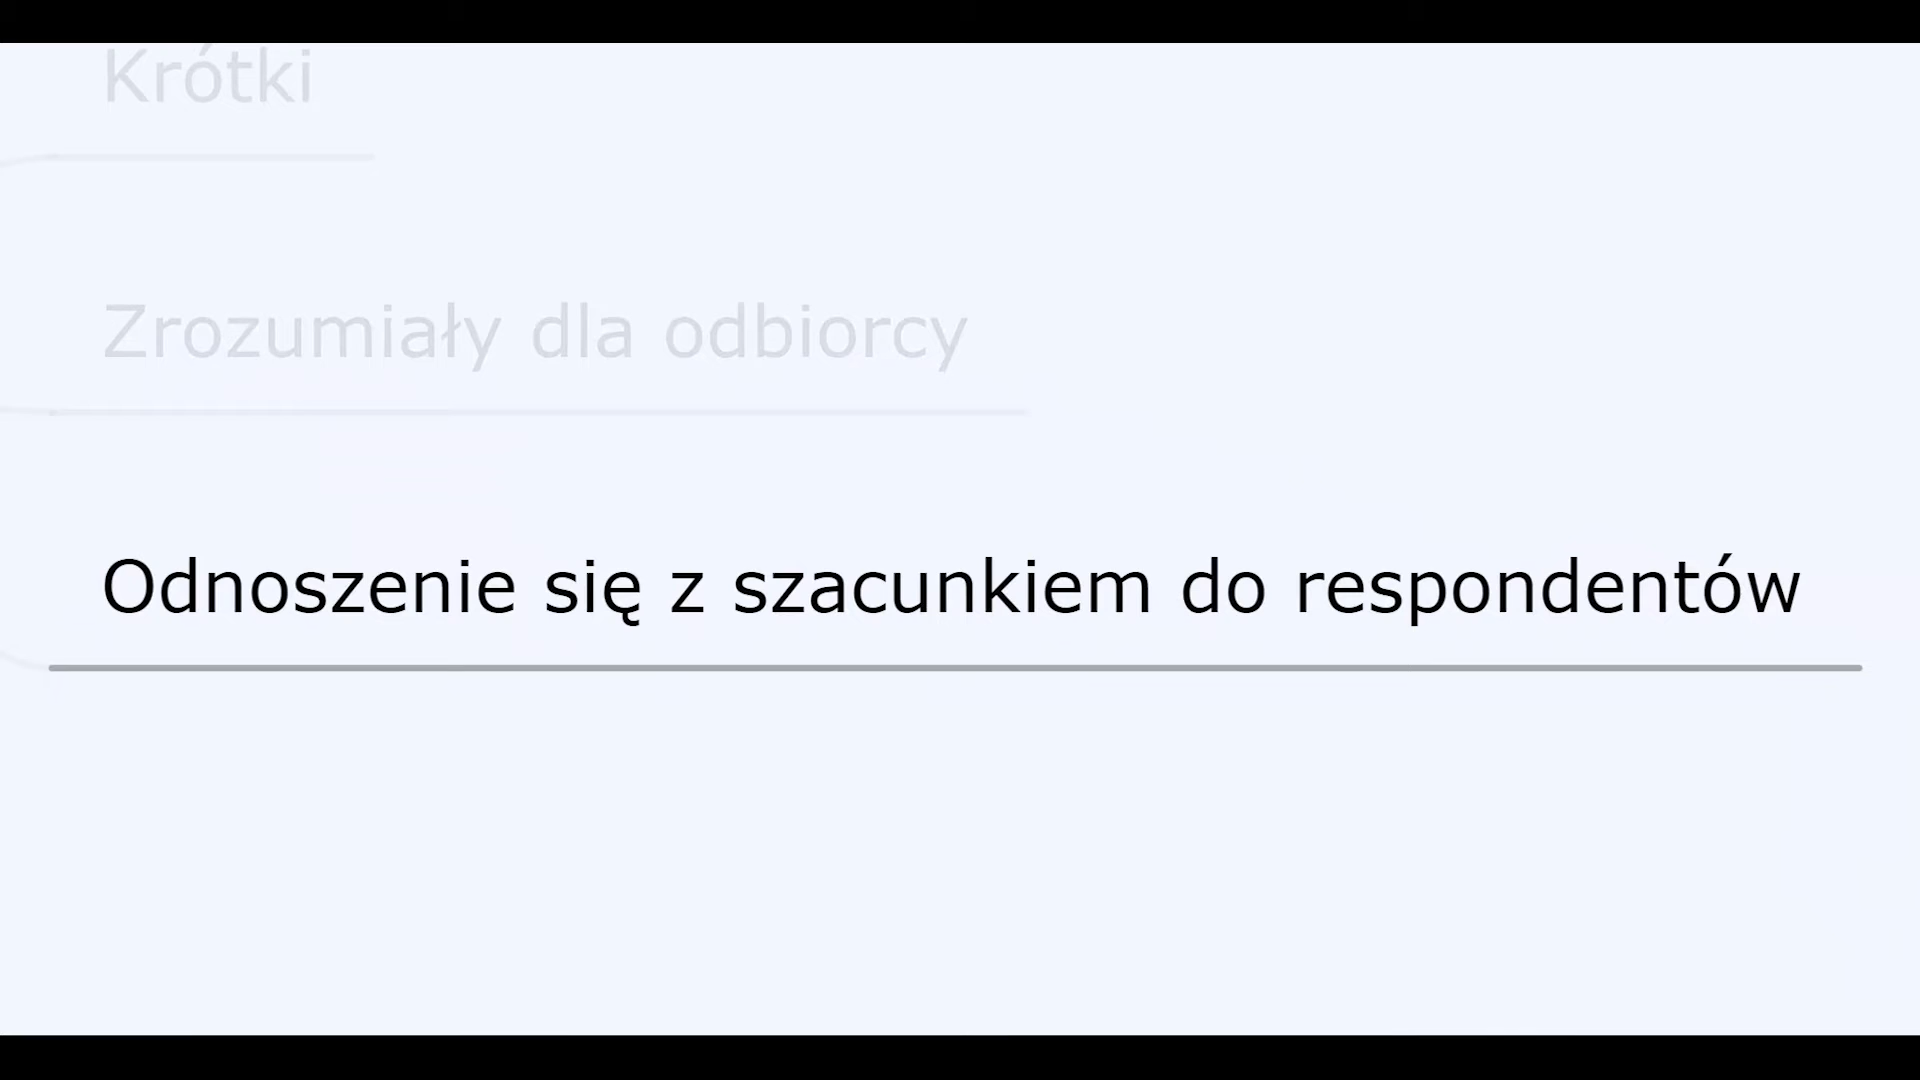 Krótki
Zrozumiały dla odbiorcy
Odnoszenie się z szacunkiem do respondentów